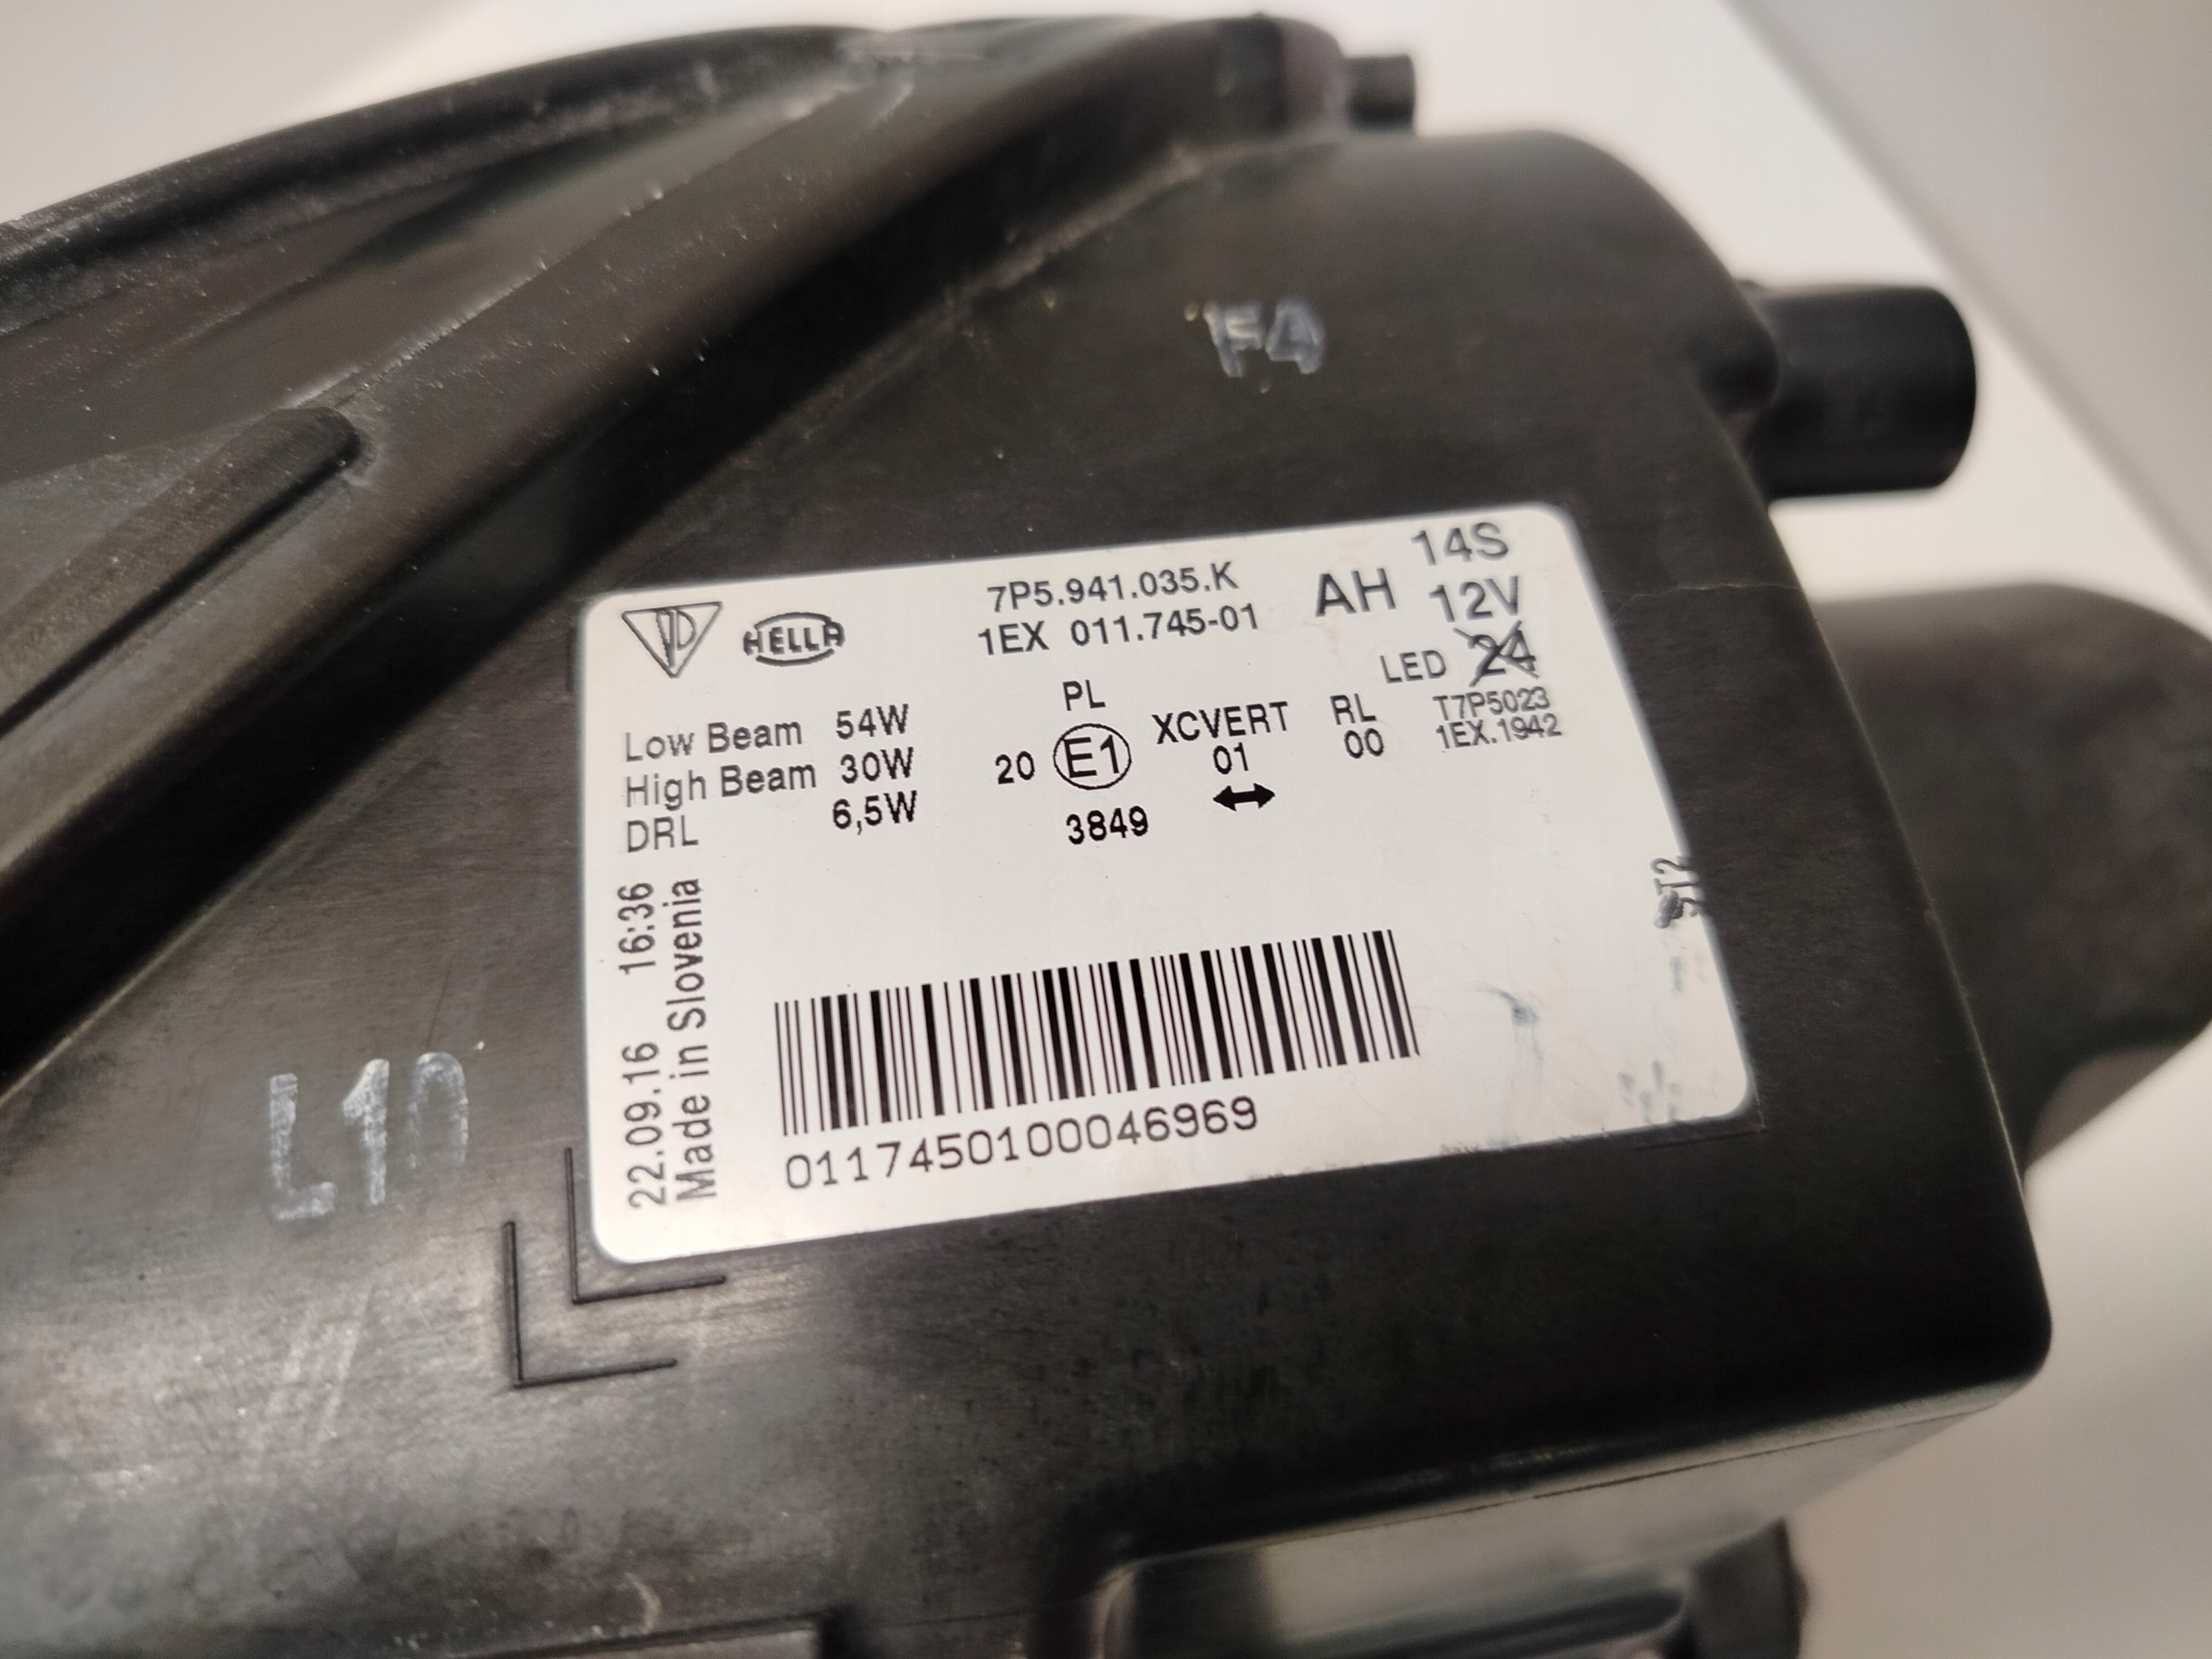 F4
HELLA
7P5.941.035.K
1EX 011.745-01
AH
14S
12V
LED 24
T7P5023
1EX.1942
Low Beam 54W
High Beam 30W
DRL 6,5W
PL
20 E1 XCVERT RL
01 00
3849
ST2
22.09.16 16:36
Made in Slovenia
011745010004​6969
L10